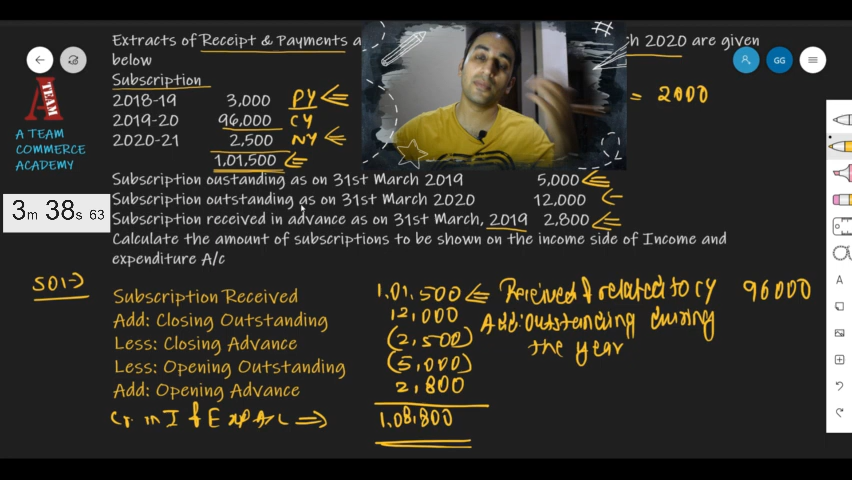 Extracts of Receipt & Payments a
ch 2020 are given
below
Subscription
2018-19 3,000 PY
= 2000
2019-20 96,000 CY
2020-21 2,500 NY
1,01,500
GG
A
TEAM
A TEAM
COMMERCE
ACADEMY
Subscription oustanding as on 31st March 2019 5,000
Subscription outstanding as on 31st March 2020 12,000
Subscription received in advance as on 31st March, 2019 2,800
Calculate the amount of subscriptions to be shown on the income side of Income and
expenditure A/c
3m 38s 63
Subscription Received 1,01,500
Add: Closing Outstanding 12,000
Less: Closing Advance (2,500)
Less: Opening Outstanding (5,000)
Add: Opening Advance 2,800
Cr. in I & Exp A/c ⇒ 1,08,800
Received & related to CY 96000
Add: Outstanding during
the year